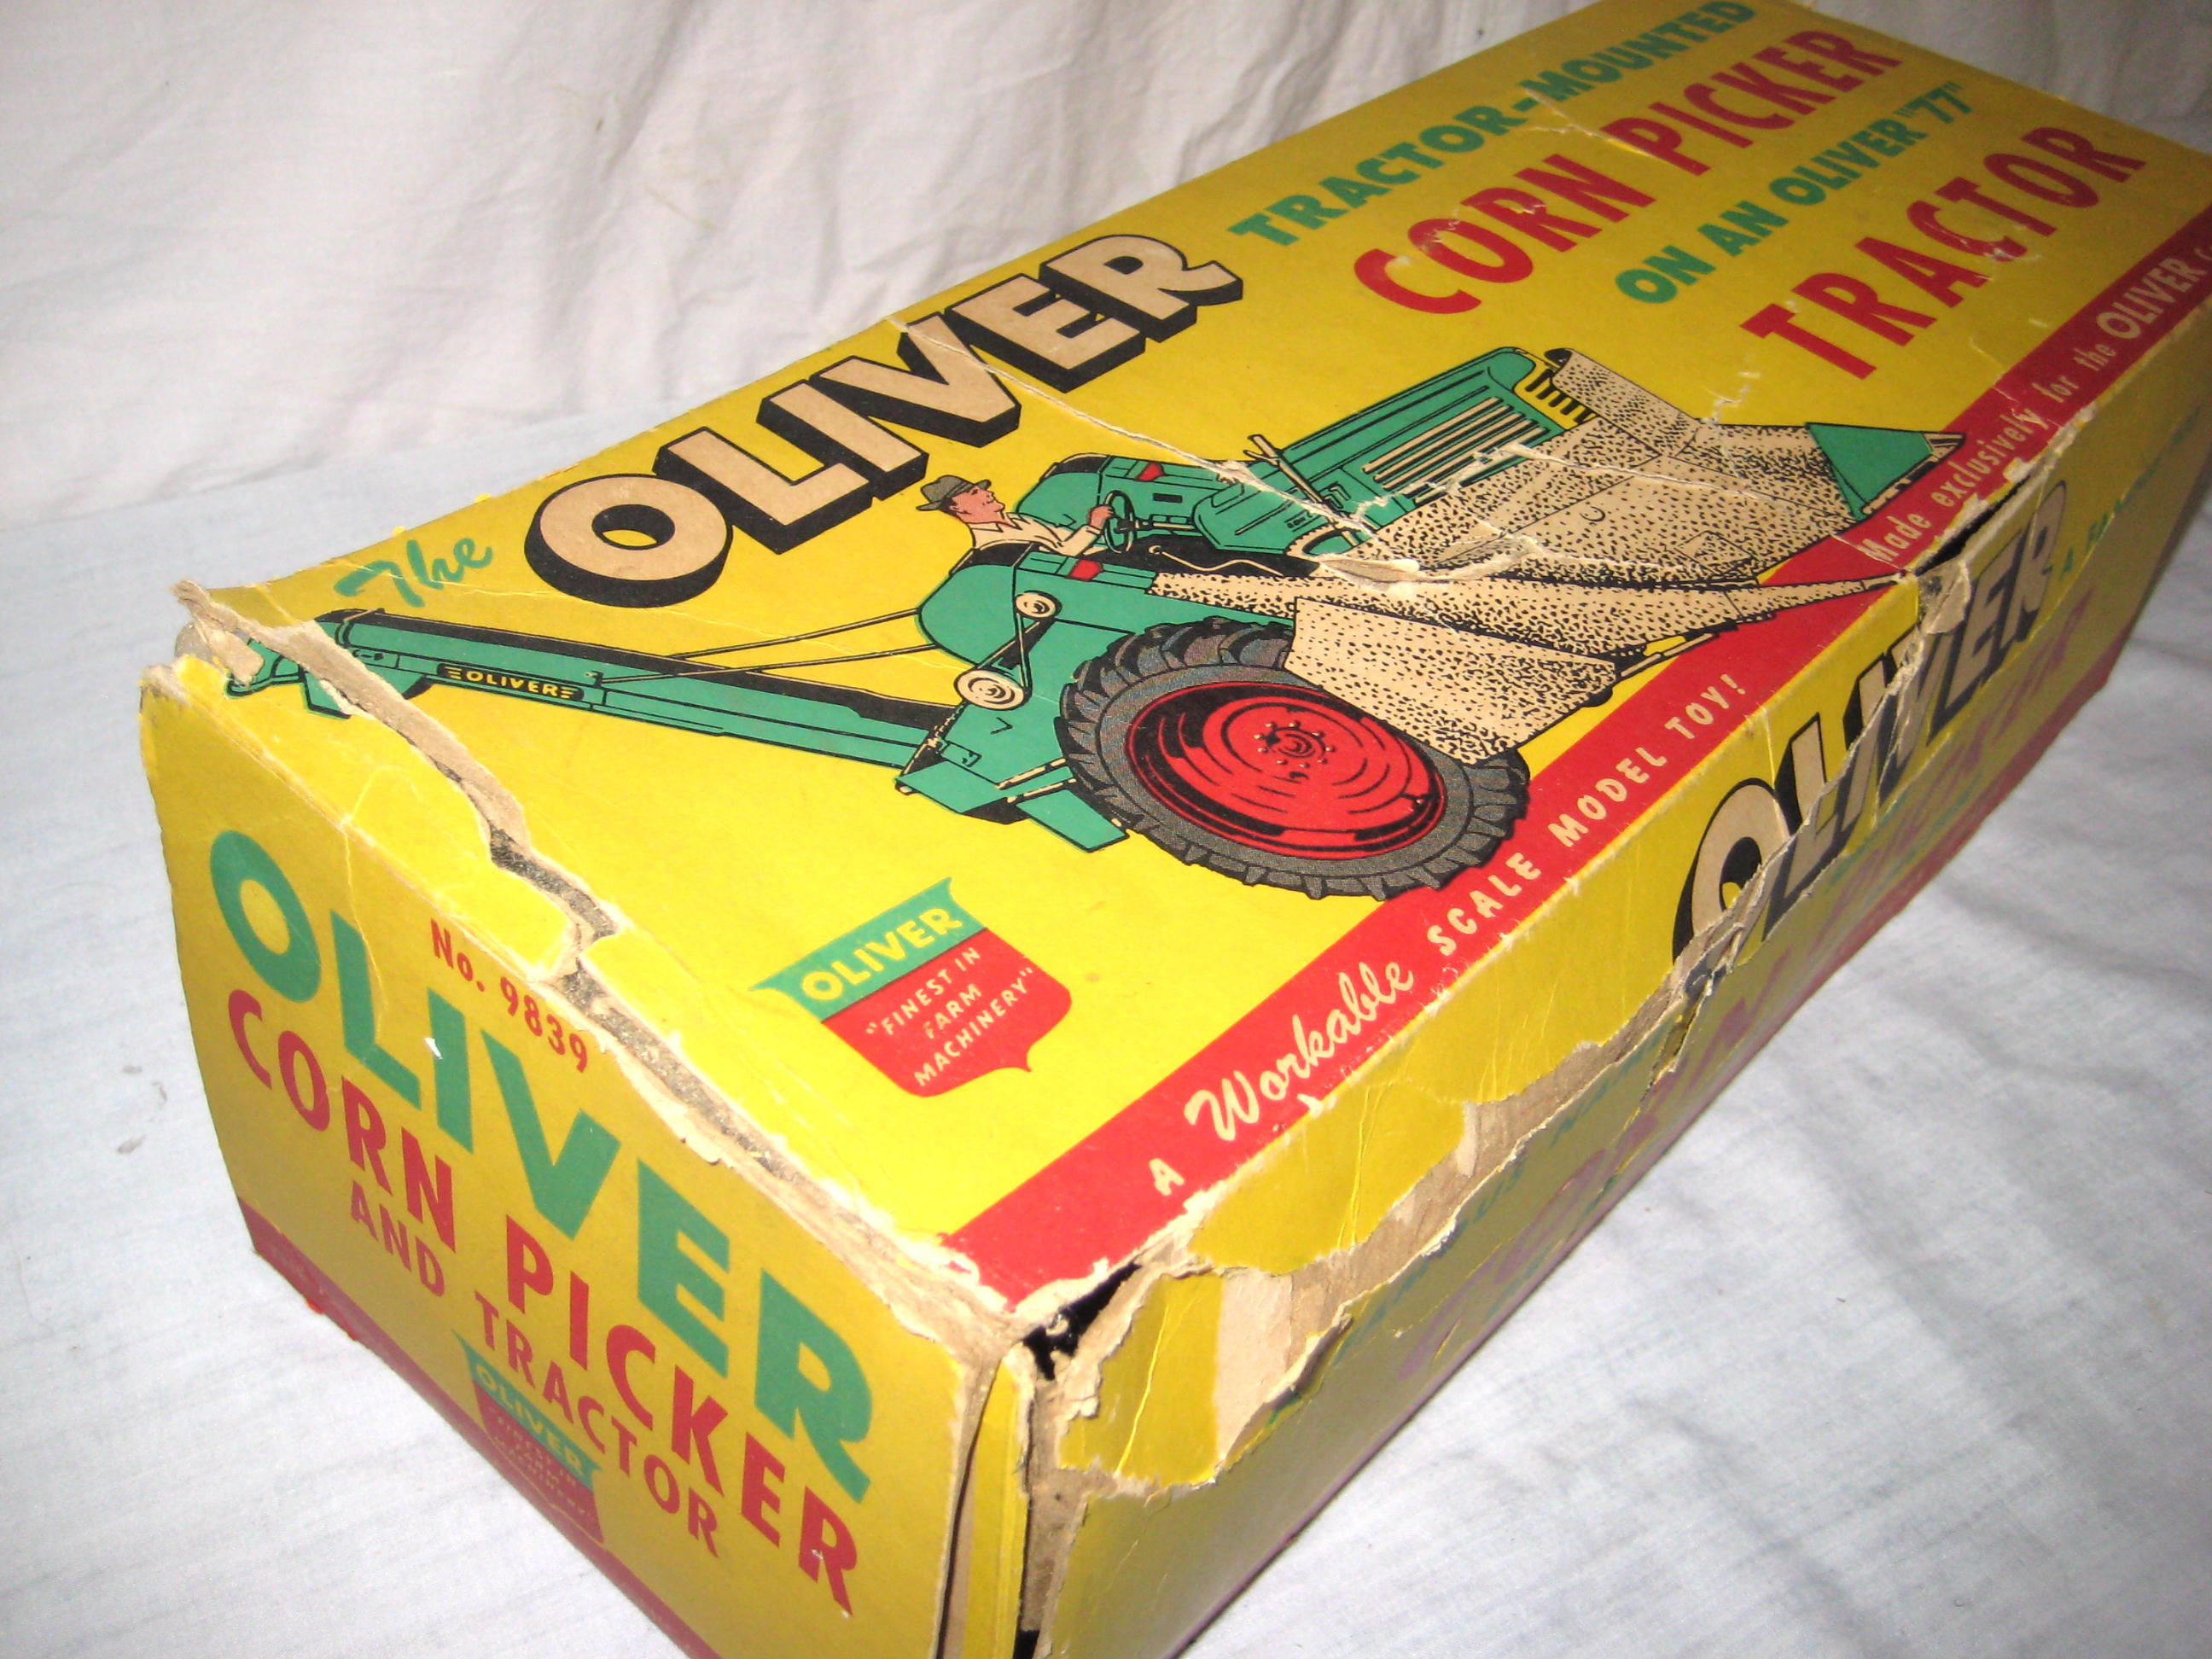 The OLIVER
TRACTOR-MOUNTED
CORN PICKER
ON AN OLIVER "77"
TRACTOR
OLIVER
OLIVER
"FINEST IN
FARM
MACHINERY"
A Workable SCALE MODEL TOY! Made exclusively for the OLIVER
OLIVER
No. 9839
OLIVER
CORN PICKER
AND TRACTOR
OLIVER